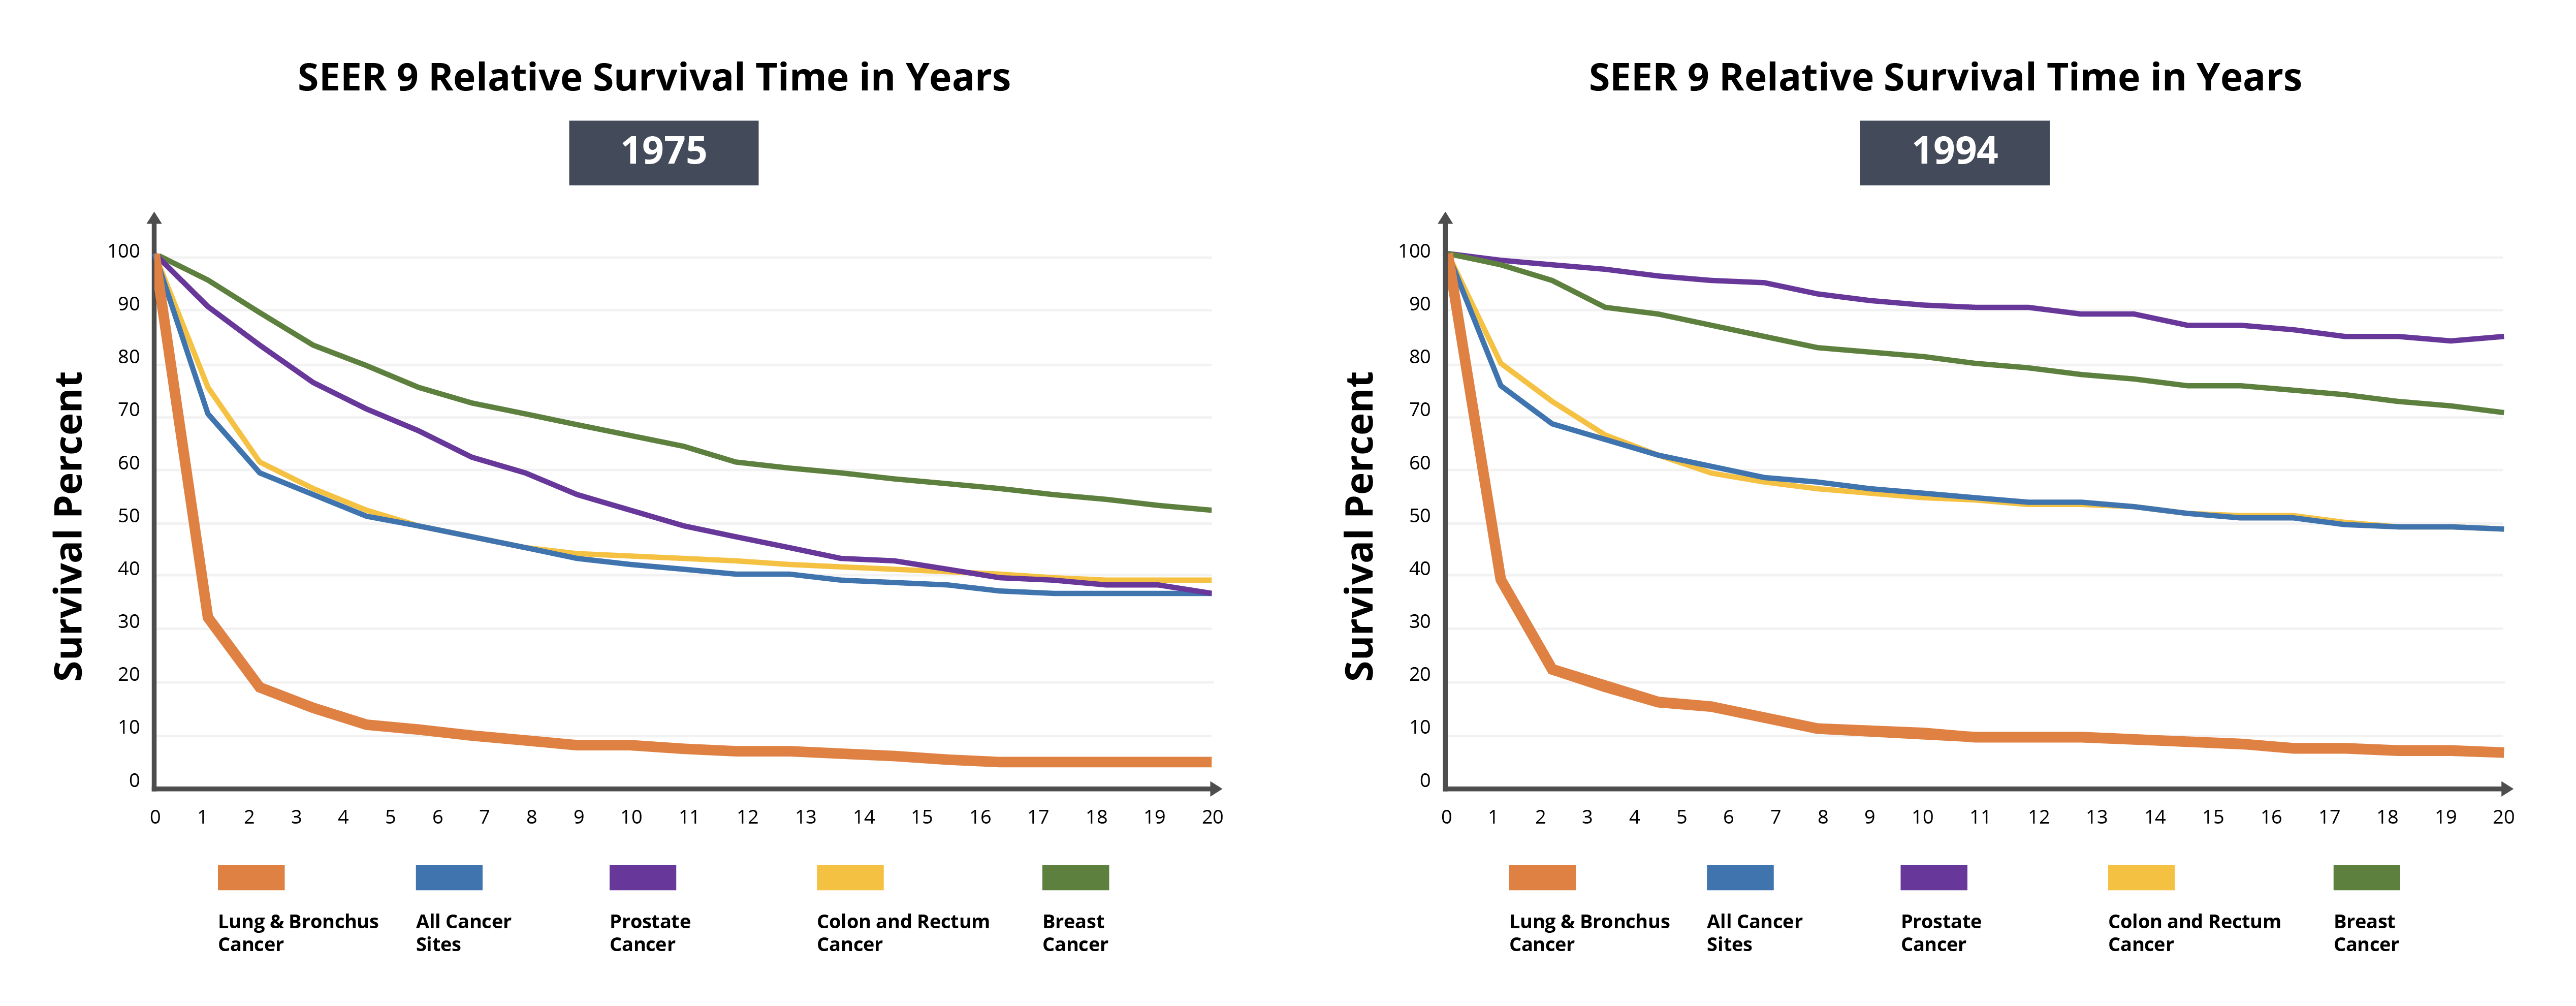 SEER 9 Relative Survival Time in Years
1975
Survival Percent
100
90
80
70
60
50
40
30
20
10
0
0 1 2 3 4 5 6 7 8 9 10 11 12 13 14 15 16 17 18 19 20
Lung & Bronchus
Cancer
All Cancer
Sites
Prostate
Cancer
Colon and Rectum
Cancer
Breast
Cancer
SEER 9 Relative Survival Time in Years
1994
Survival Percent
100
90
80
70
60
50
40
30
20
10
0
0 1 2 3 4 5 6 7 8 9 10 11 12 13 14 15 16 17 18 19 20
Lung & Bronchus
Cancer
All Cancer
Sites
Prostate
Cancer
Colon and Rectum
Cancer
Breast
Cancer